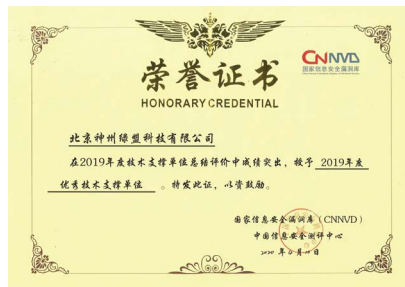 CNNVD
国家信息安全漏洞库
荣誉证书
HONORARY CREDENTIAL
北京神州绿盟科技有限公司
在2019年度技术支撑单位总结评价中成绩突出，授予 2019年度
优秀技术支撑单位 。特发此证，以资鼓励。
国家信息安全漏洞库（CNNVD）
中国信息安全测评中心